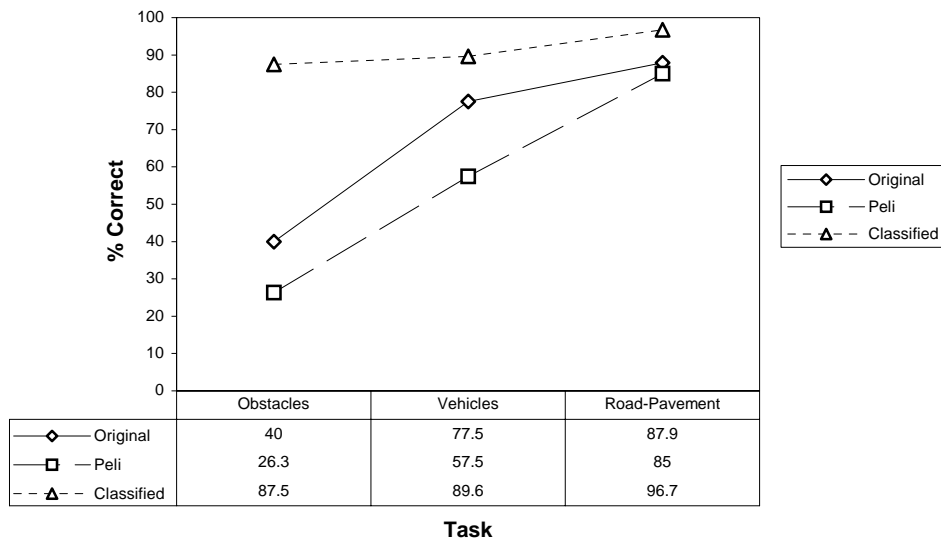 100
90
80
70
60
50
40
30
20
10
0
% Correct
Original
Peli
Classified
Obstacles Vehicles Road-Pavement
Original 40 77.5 87.9
Peli 26.3 57.5 85
Classified 87.5 89.6 96.7
Task